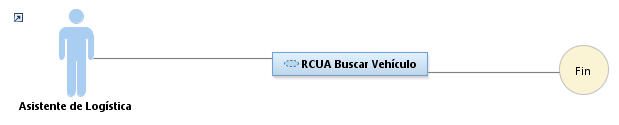 RCUA Buscar Vehículo
Fin
Asistente de Logística